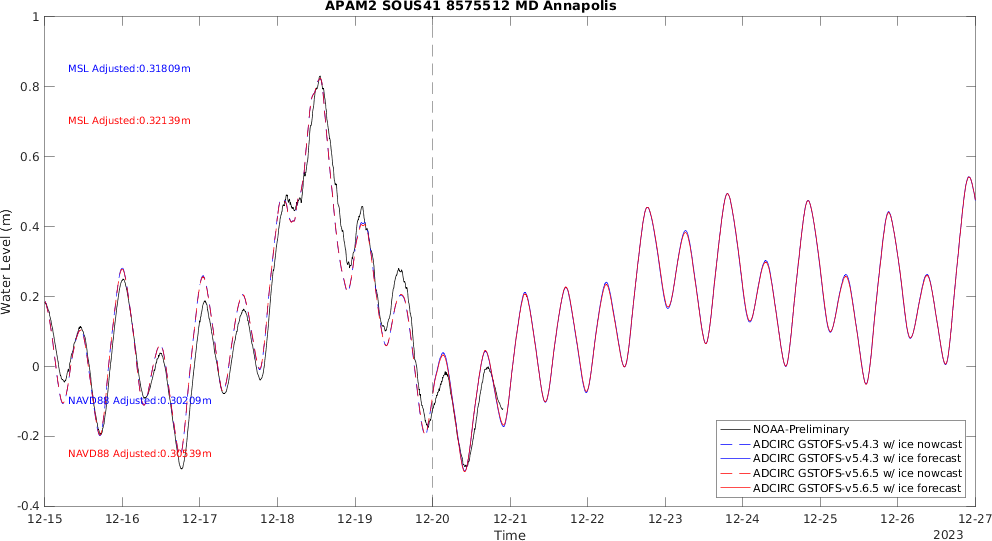 APAM2 SOUS41 8575512 MD Annapolis
1
0.8
0.6
0.4
0.2
0
-0.2
-0.4
Water Level (m)
MSL Adjusted:0.31809m
MSL Adjusted:0.32139m
NAVD88 Adjusted:0.30209m
NAVD88 Adjusted:0.30539m
NOAA-Preliminary
ADCIRC GSTOFS-v5.4.3 w/ ice nowcast
ADCIRC GSTOFS-v5.4.3 w/ ice forecast
ADCIRC GSTOFS-v5.6.5 w/ ice nowcast
ADCIRC GSTOFS-v5.6.5 w/ ice forecast
12-15 12-16 12-17 12-18 12-19 12-20 12-21 12-22 12-23 12-24 12-25 12-26 12-27
Time
2023